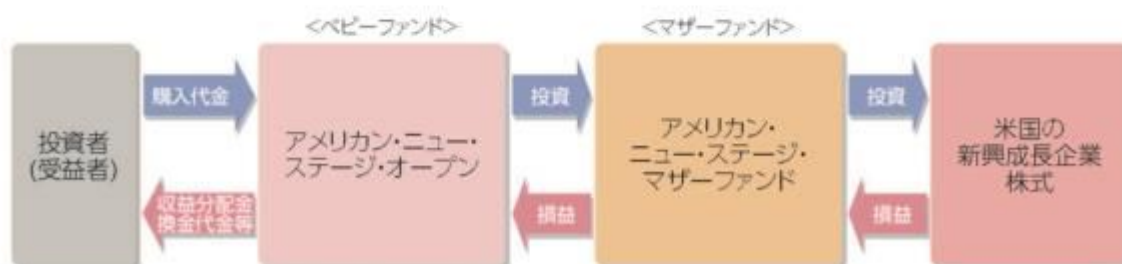 <ベビーファンド>
<マザーファンド>
投資者
(受益者)
購入代金
収益分配金
換金代金等
アメリカン・ニュー・
ステージ・オープン
投資
損益
アメリカン・
ニュー・ステージ・
マザーファンド
投資
損益
米国の
新興成長企業
株式